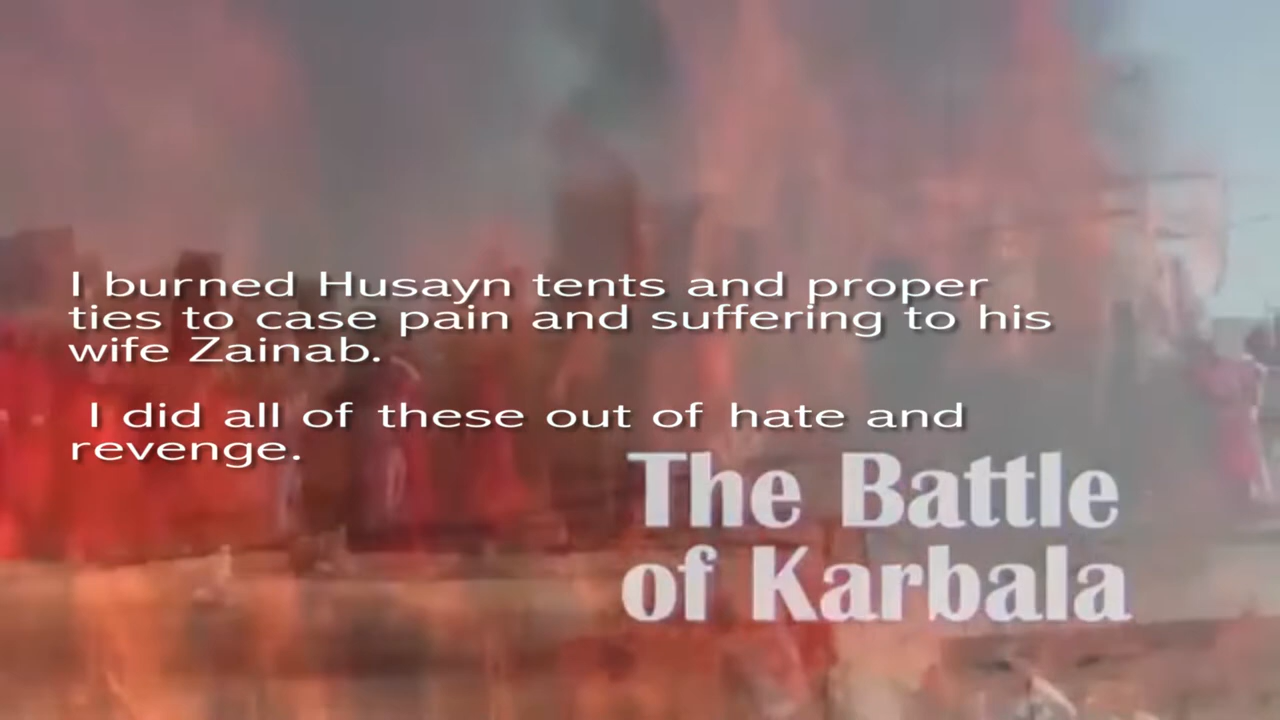 I burned Husayn tents and proper
ties to case pain and suffering to his
wife Zainab.
I did all of these out of hate and
revenge.
The Battle
of Karbala